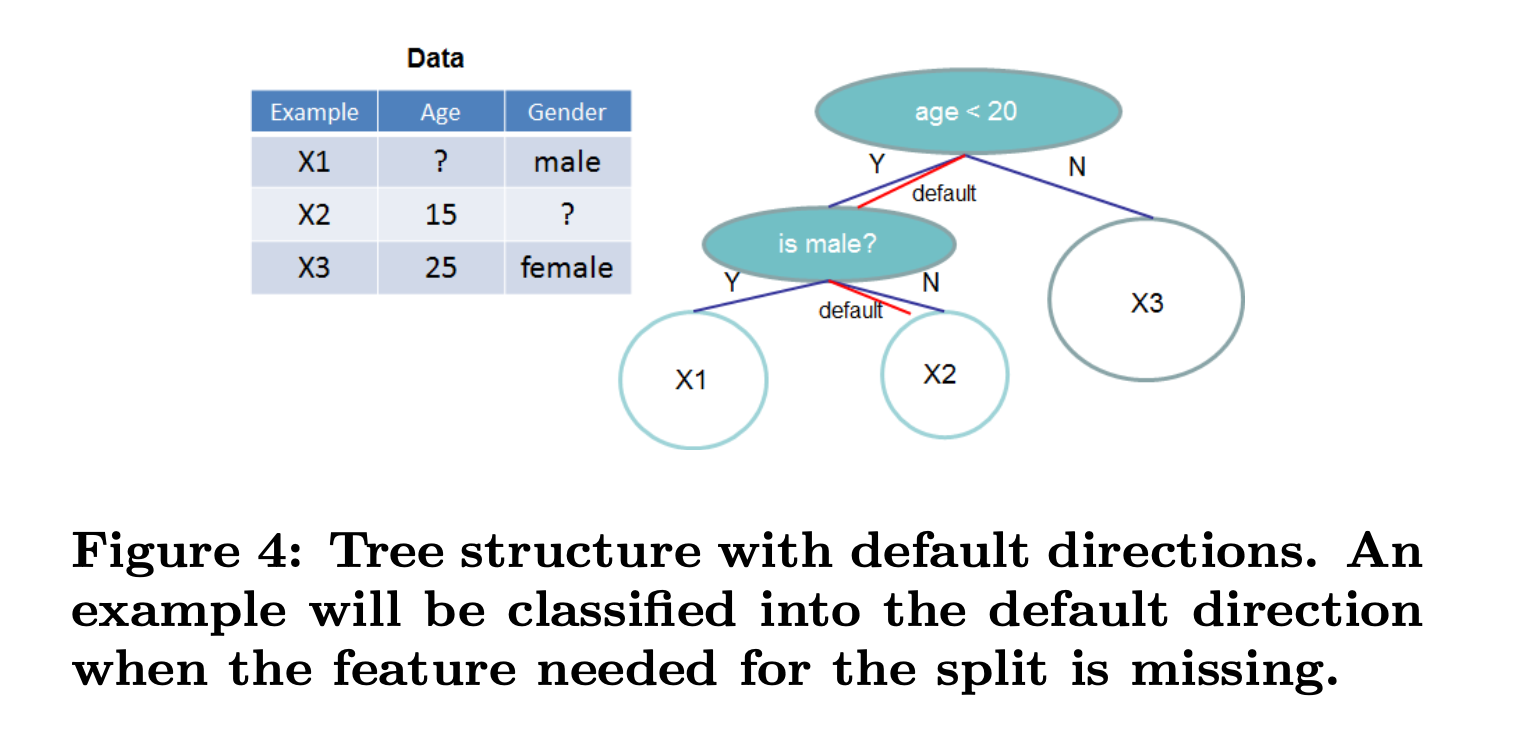 Data
Example Age Gender
X1 ? male
X2 15 ?
X3 25 female
age < 20
Y N
default
is male?
Y N
default
X1 X2 X3
Figure 4: Tree structure with default directions. An
example will be classified into the default direction
when the feature needed for the split is missing.